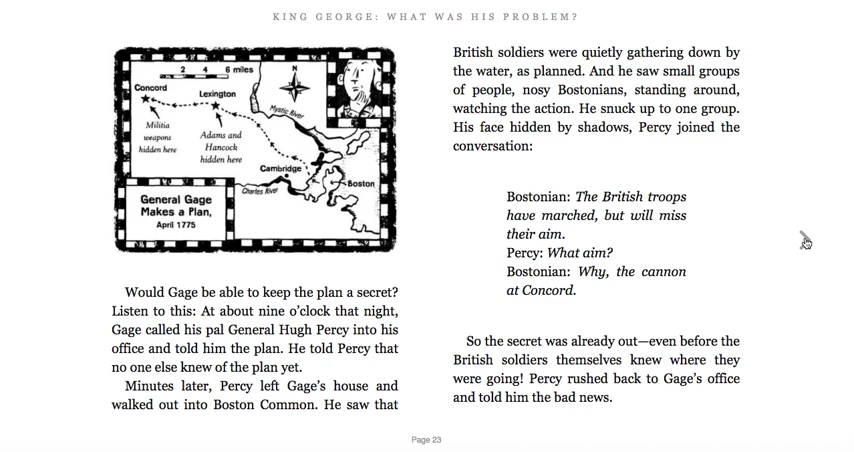 KING GEORGE: WHAT WAS HIS PROBLEM?
2 4 6 miles
N
Concord
Lexington
Mystic River
Militia
weapons
hidden here
Adams and
Hancock
hidden here
Cambridge
Boston
Charles River
General Gage
Makes a Plan,
April 1775
Would Gage be able to keep the plan a secret?
Listen to this: At about nine o’clock that night,
Gage called his pal General Hugh Percy into his
office and told him the plan. He told Percy that
no one else knew of the plan yet.
Minutes later, Percy left Gage’s house and
walked out into Boston Common. He saw that
British soldiers were quietly gathering down by
the water, as planned. And he saw small groups
of people, nosy Bostonians, standing around,
watching the action. He snuck up to one group.
His face hidden by shadows, Percy joined the
conversation:
Bostonian: The British troops
have marched, but will miss
their aim.
Percy: What aim?
Bostonian: Why, the cannon
at Concord.
So the secret was already out—even before the
British soldiers themselves knew where they
were going! Percy rushed back to Gage’s office
and told him the bad news.
Page 23